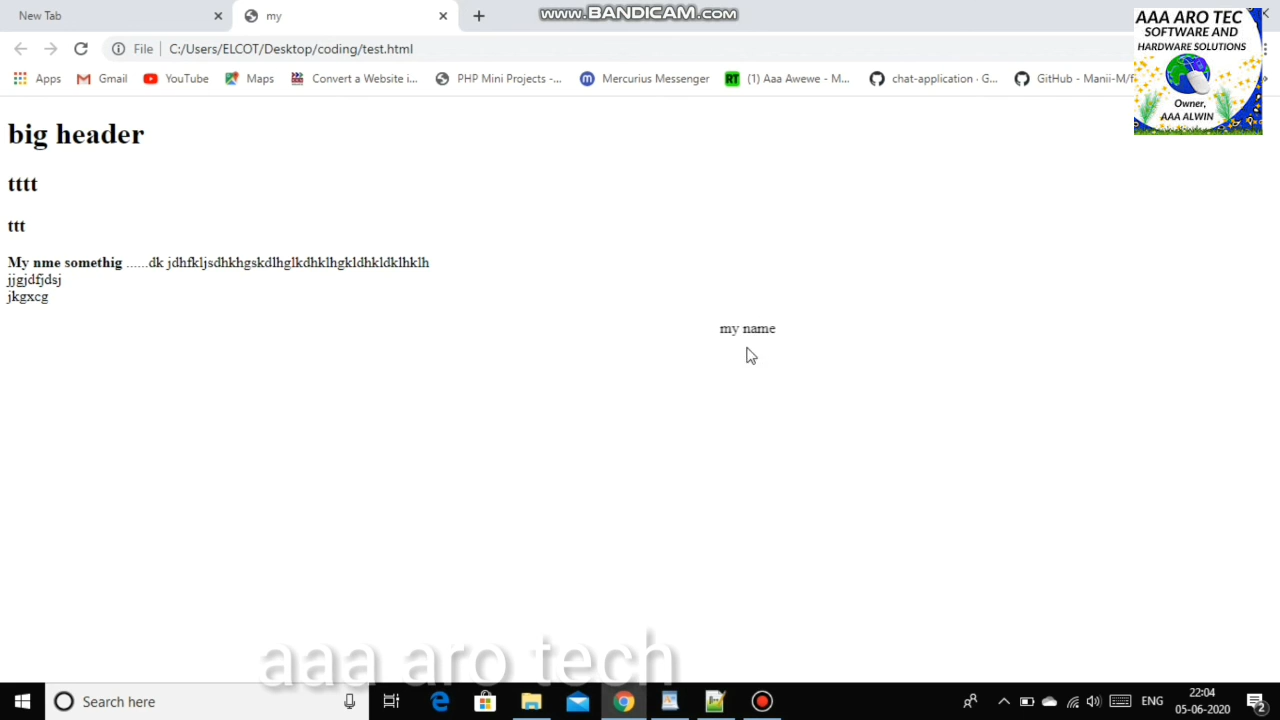 New Tab
my
www.BANDICAM.com
File
C:/Users/ELCOT/Desktop/coding/test.html
Apps
Gmail
YouTube
Maps
Convert a Website i...
PHP Mini Projects -...
Mercurius Messenger
RT
(1) Aaa Awewe - M...
chat-application · G...
GitHub - Manii-M/f
AAA ARO TEC
SOFTWARE AND
HARDWARE SOLUTIONS
Owner,
AAA ALWIN
big header
tttt
ttt
My nme somethig ......dk jdhfkljsdhkhgskdlhglkdhklhgkldhkldklhklh
jjgjdfjdsj
jkgxcg
my name
aaa aro tech
Search here
ENG
22:04
05-06-2020
2